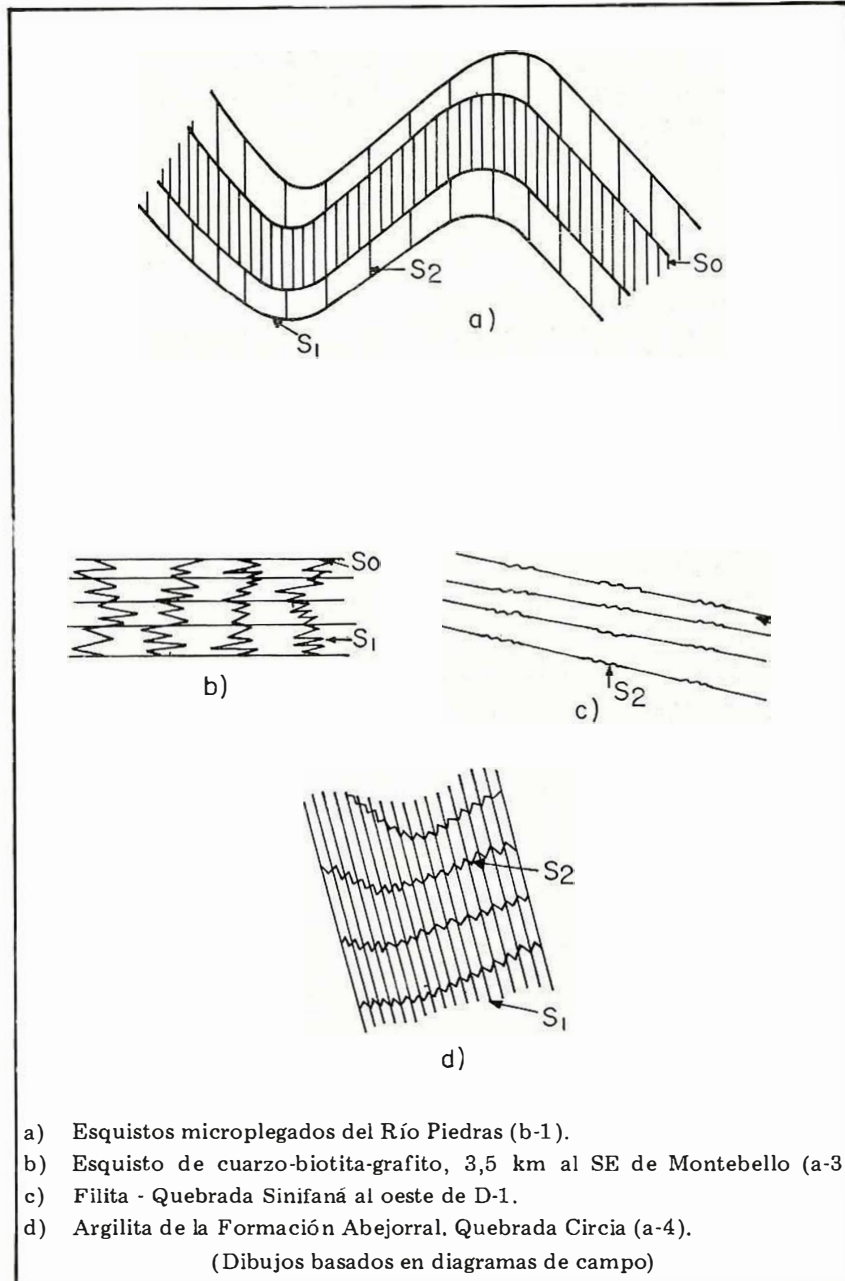 So
S2
S1
a)
So
S1
b)
S2
c)
S2
S1
d)
a) Esquistos microplegados del Río Piedras (b-1).
b) Esquisto de cuarzo-biotita-grafito, 3,5 km al SE de Montebello (a-3
c) Filita - Quebrada Sinifaná al oeste de D-1.
d) Argilita de la Formación Abejorral. Quebrada Circia (a-4).
(Dibujos basados en diagramas de campo)